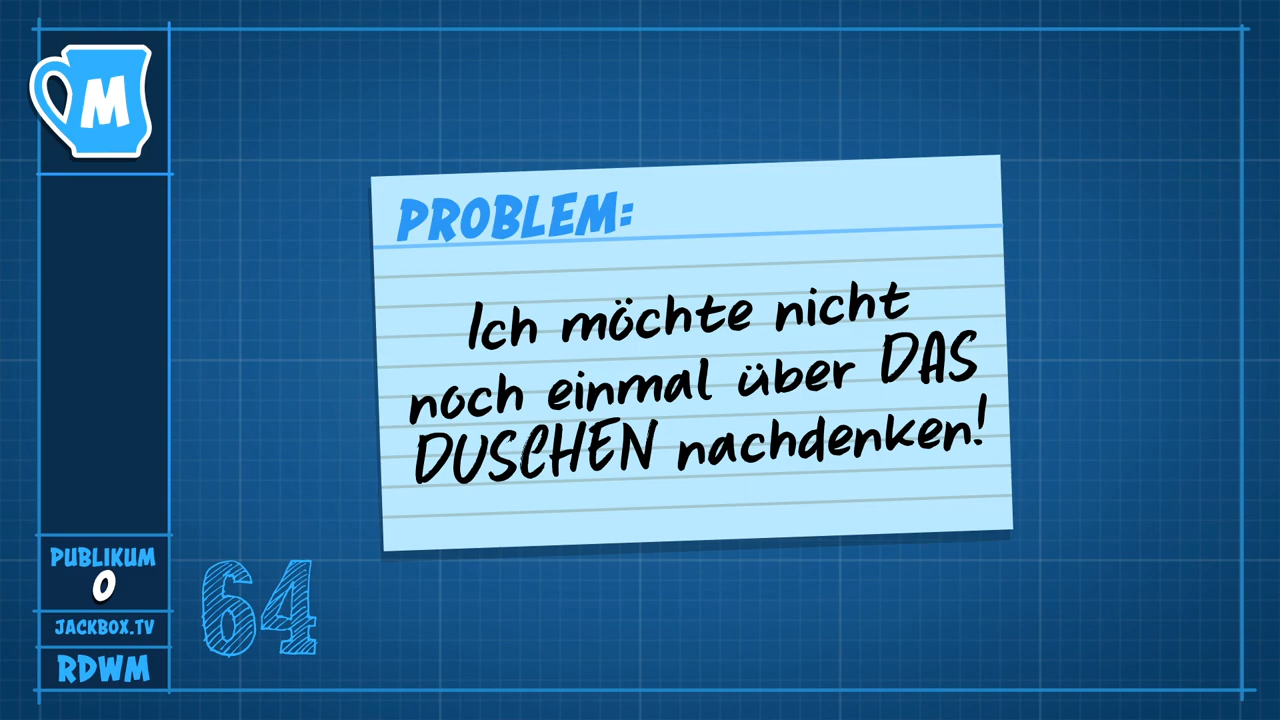 M
PROBLEM:
Ich möchte nicht
noch einmal über DAS
DUSCHEN nachdenken!
PUBLIKUM
0
JACKBOX.TV
RDWM
64